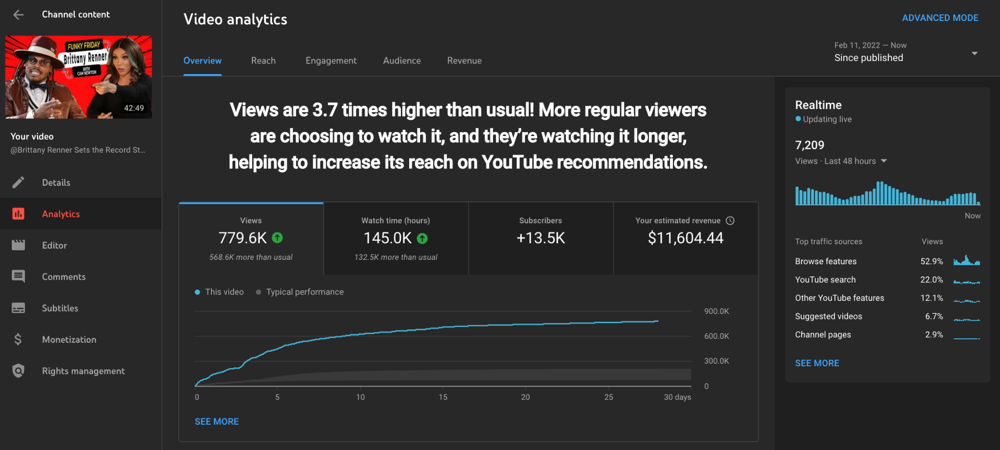 Channel content
FUNKY FRIDAY
Brittany Renner
WITH
CAM NEWTON
42:49
Your video
@Brittany Renner Sets the Record St...
Details
Analytics
Editor
Comments
Subtitles
Monetization
Rights management
Video analytics
ADVANCED MODE
Overview
Reach
Engagement
Audience
Revenue
Feb 11, 2022 – Now
Since published
Views are 3.7 times higher than usual! More regular viewers
are choosing to watch it, and they're watching it longer,
helping to increase its reach on YouTube recommendations.
Views
779.6K
568.6K more than usual
Watch time (hours)
145.0K
132.5K more than usual
Subscribers
+13.5K
Your estimated revenue
$11,604.44
This video
Typical performance
900.0K
600.0K
300.0K
0
0 5 10 15 20 25 30 days
SEE MORE
Realtime
Updating live
7,209
Views · Last 48 hours
Now
Top traffic sources Views
Browse features 52.9%
YouTube search 22.0%
Other YouTube features 12.1%
Suggested videos 6.7%
Channel pages 2.9%
SEE MORE